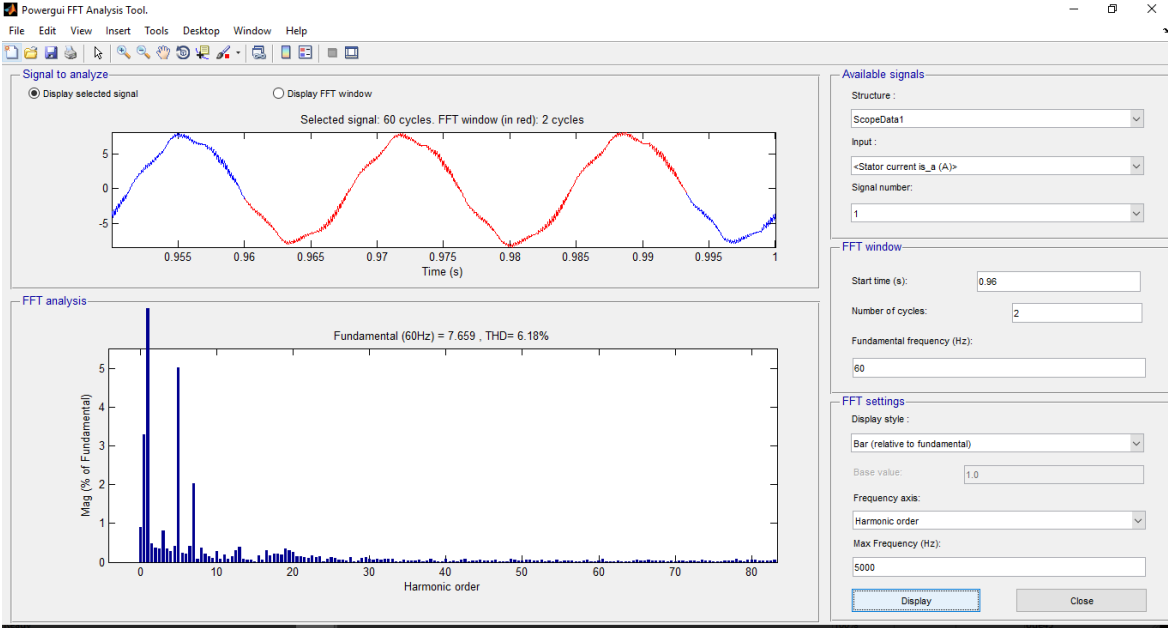 Powergui FFT Analysis Tool.
File Edit View Insert Tools Desktop Window Help
Signal to analyze
Display selected signal
Display FFT window
Selected signal: 60 cycles. FFT window (in red): 2 cycles
5
0
-5
0.955 0.96 0.965 0.97 0.975 0.98 0.985 0.99 0.995 1
Time (s)
FFT analysis
Fundamental (60Hz) = 7.659 , THD= 6.18%
Mag (% of Fundamental)
5
4
3
2
1
0
0 10 20 30 40 50 60 70 80
Harmonic order
Available signals
Structure :
ScopeData1
Input :
<Stator current is_a (A)>
Signal number:
1
FFT window
Start time (s):
0.96
Number of cycles:
2
Fundamental frequency (Hz):
60
FFT settings
Display style :
Bar (relative to fundamental)
Base value:
1.0
Frequency axis:
Harmonic order
Max Frequency (Hz):
5000
Display
Close